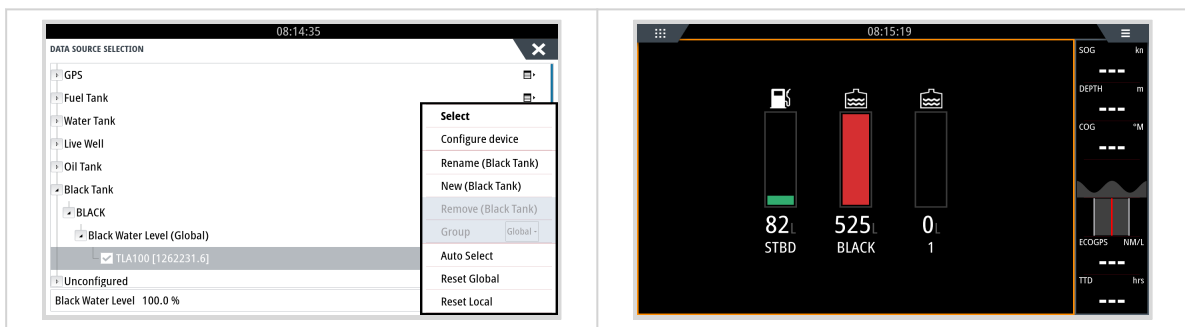 08:14:35
DATA SOURCE SELECTION
GPS
Fuel Tank
Water Tank
Live Well
Oil Tank
Black Tank
BLACK
Black Water Level (Global)
TLA100 [1262231.6]
Unconfigured
Black Water Level 100.0 %
Select
Configure device
Rename (Black Tank)
New (Black Tank)
Remove (Black Tank)
Group Global
Auto Select
Reset Global
Reset Local
08:15:19
82 L
STBD
525 L
BLACK
0 L
1
SOG kn
---
DEPTH m
---
COG °M
---
ECOGPS NM/L
---
TTD hrs
---